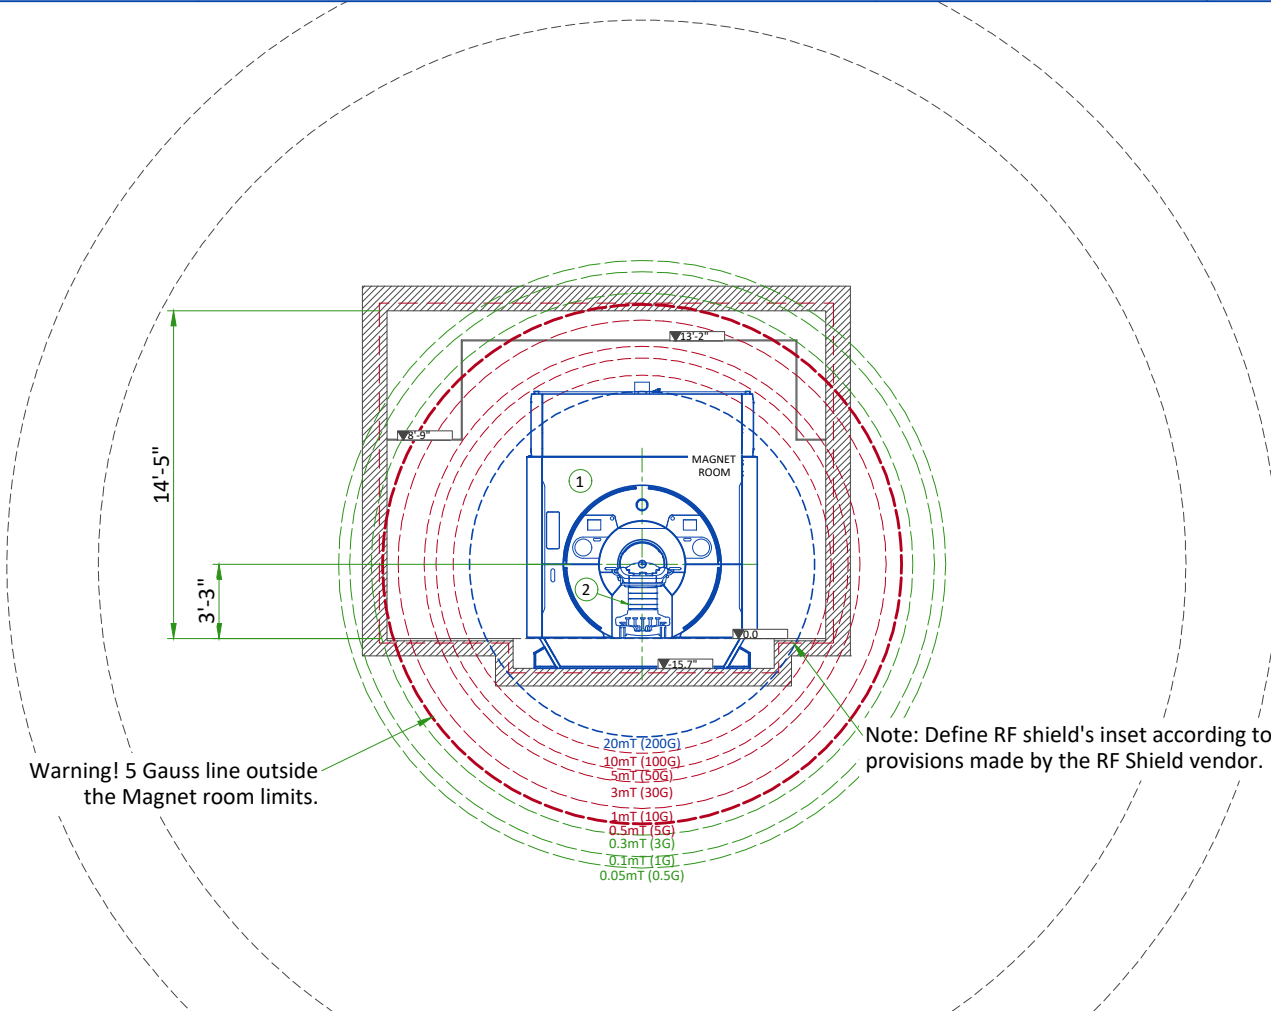 13'-2"
8'-9"
14'-5"
MAGNET
ROOM
1
3'-3"
2
0.0
-15.7"
Note: Define RF shield's inset according to
provisions made by the RF Shield vendor.
Warning! 5 Gauss line outside
the Magnet room limits.
20mT (200G)
10mT (100G)
5mT (50G)
3mT (30G)
1mT (10G)
0.5mT (5G)
0.3mT (3G)
0.1mT (1G)
0.05mT (0.5G)